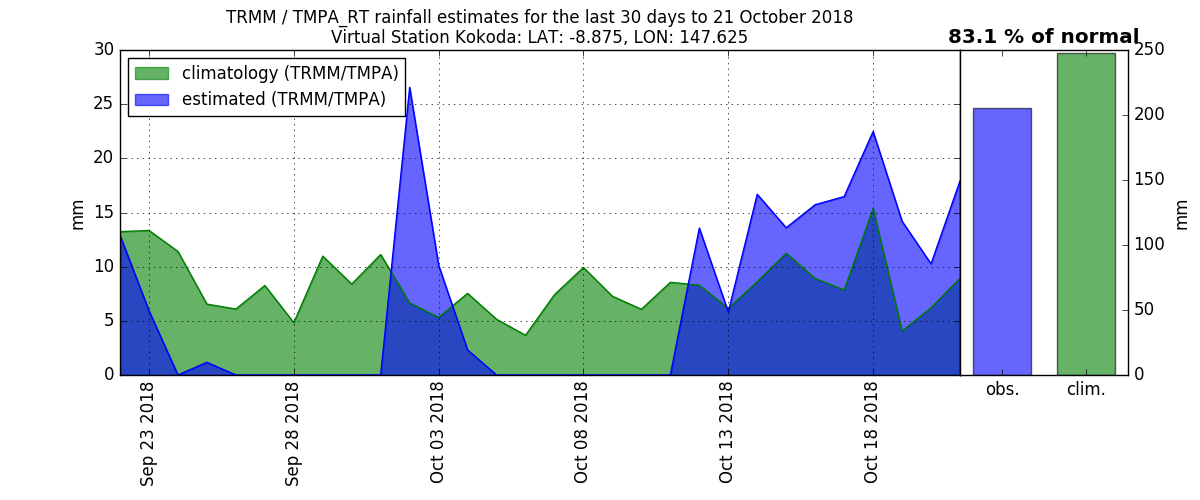 TRMM / TMPA_RT rainfall estimates for the last 30 days to 21 October 2018
Virtual Station Kokoda: LAT: -8.875, LON: 147.625
83.1 % of normal
climatology (TRMM/TMPA)
estimated (TRMM/TMPA)
30
25
20
15
10
5
0
mm
Sep 23 2018
Sep 28 2018
Oct 03 2018
Oct 08 2018
Oct 13 2018
Oct 18 2018
250
200
150
100
50
0
mm
obs.
clim.